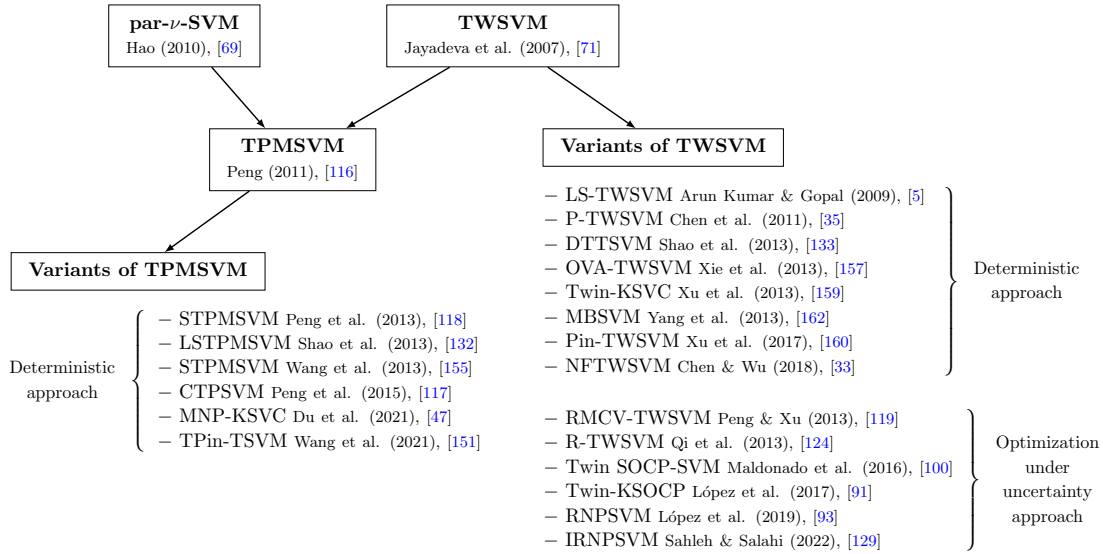 par-ν-SVM
Hao (2010), [69]
TWSVM
Jayadeva et al. (2007), [71]
TPMSVM
Peng (2011), [116]
Variants of TWSVM
Variants of TPMSVM
Deterministic
approach
– STPMSVM Peng et al. (2013), [118]
– LSTPMSVM Shao et al. (2013), [132]
– STPMSVM Wang et al. (2013), [155]
– CTPSVM Peng et al. (2015), [117]
– MNP-KSVC Du et al. (2021), [47]
– TPin-TSVM Wang et al. (2021), [151]
– LS-TWSVM Arun Kumar & Gopal (2009), [5]
– P-TWSVM Chen et al. (2011), [35]
– DTTSVM Shao et al. (2013), [133]
– OVA-TWSVM Xie et al. (2013), [157]
– Twin-KSVC Xu et al. (2013), [159]
– MBSVM Yang et al. (2013), [162]
– Pin-TWSVM Xu et al. (2017), [160]
– NFTWSVM Chen & Wu (2018), [33]
Deterministic
approach
– RMCV-TWSVM Peng & Xu (2013), [119]
– R-TWSVM Qi et al. (2013), [124]
– Twin SOCP-SVM Maldonado et al. (2016), [100]
– Twin-KSOCP López et al. (2017), [91]
– RNPSVM López et al. (2019), [93]
– IRNPSVM Sahleh & Salahi (2022), [129]
Optimization
under
uncertainty
approach